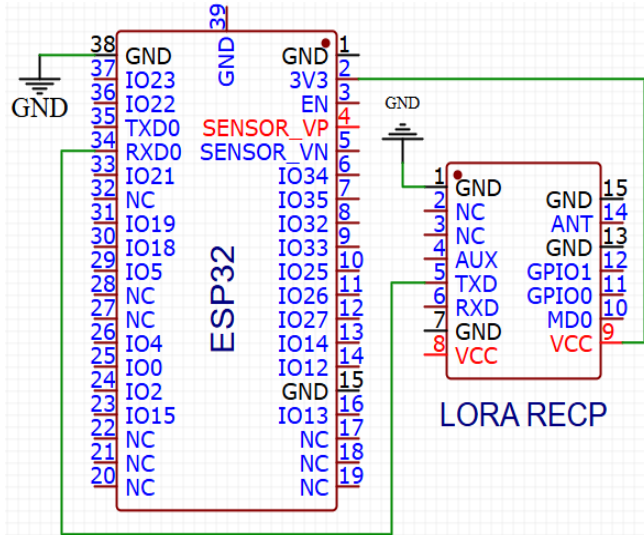 39
GND
38 GND
37 IO23
36 IO22
35 TXD0
34 RXD0
33 IO21
32 NC
31 IO19
30 IO18
29 IO5
28 NC
27 NC
26 IO4
25 IO0
24 IO2
23 IO15
22 NC
21 NC
20 NC
GND 1
3V3 2
EN 3
SENSOR_VP 4
SENSOR_VN 5
IO34 6
IO35 7
IO32 8
IO33 9
IO25 10
IO26 11
IO27 12
IO14 13
IO12 14
GND 15
IO13 16
NC 17
NC 18
NC 19
ESP32
GND
GND
1 GND
2 NC
3 NC
4 AUX
5 TXD
6 RXD
7 GND
8 VCC
GND 15
ANT 14
GND 13
GPIO1 12
GPIO0 11
MD0 10
VCC 9
LORA RECP